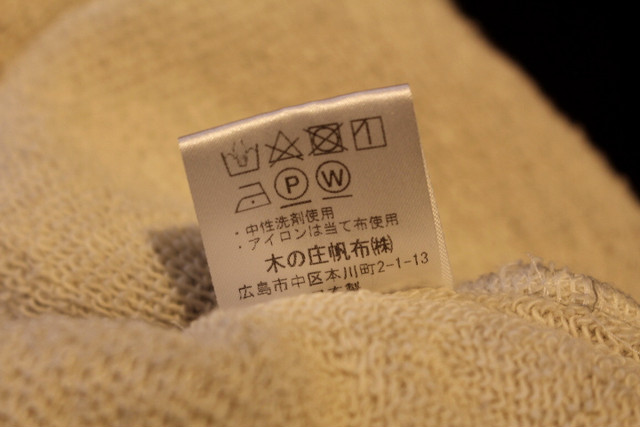 P W
・中性洗剤使用
・アイロンは当て布使用
木の庄帆布㈱
広島市中区本川町2-1-13